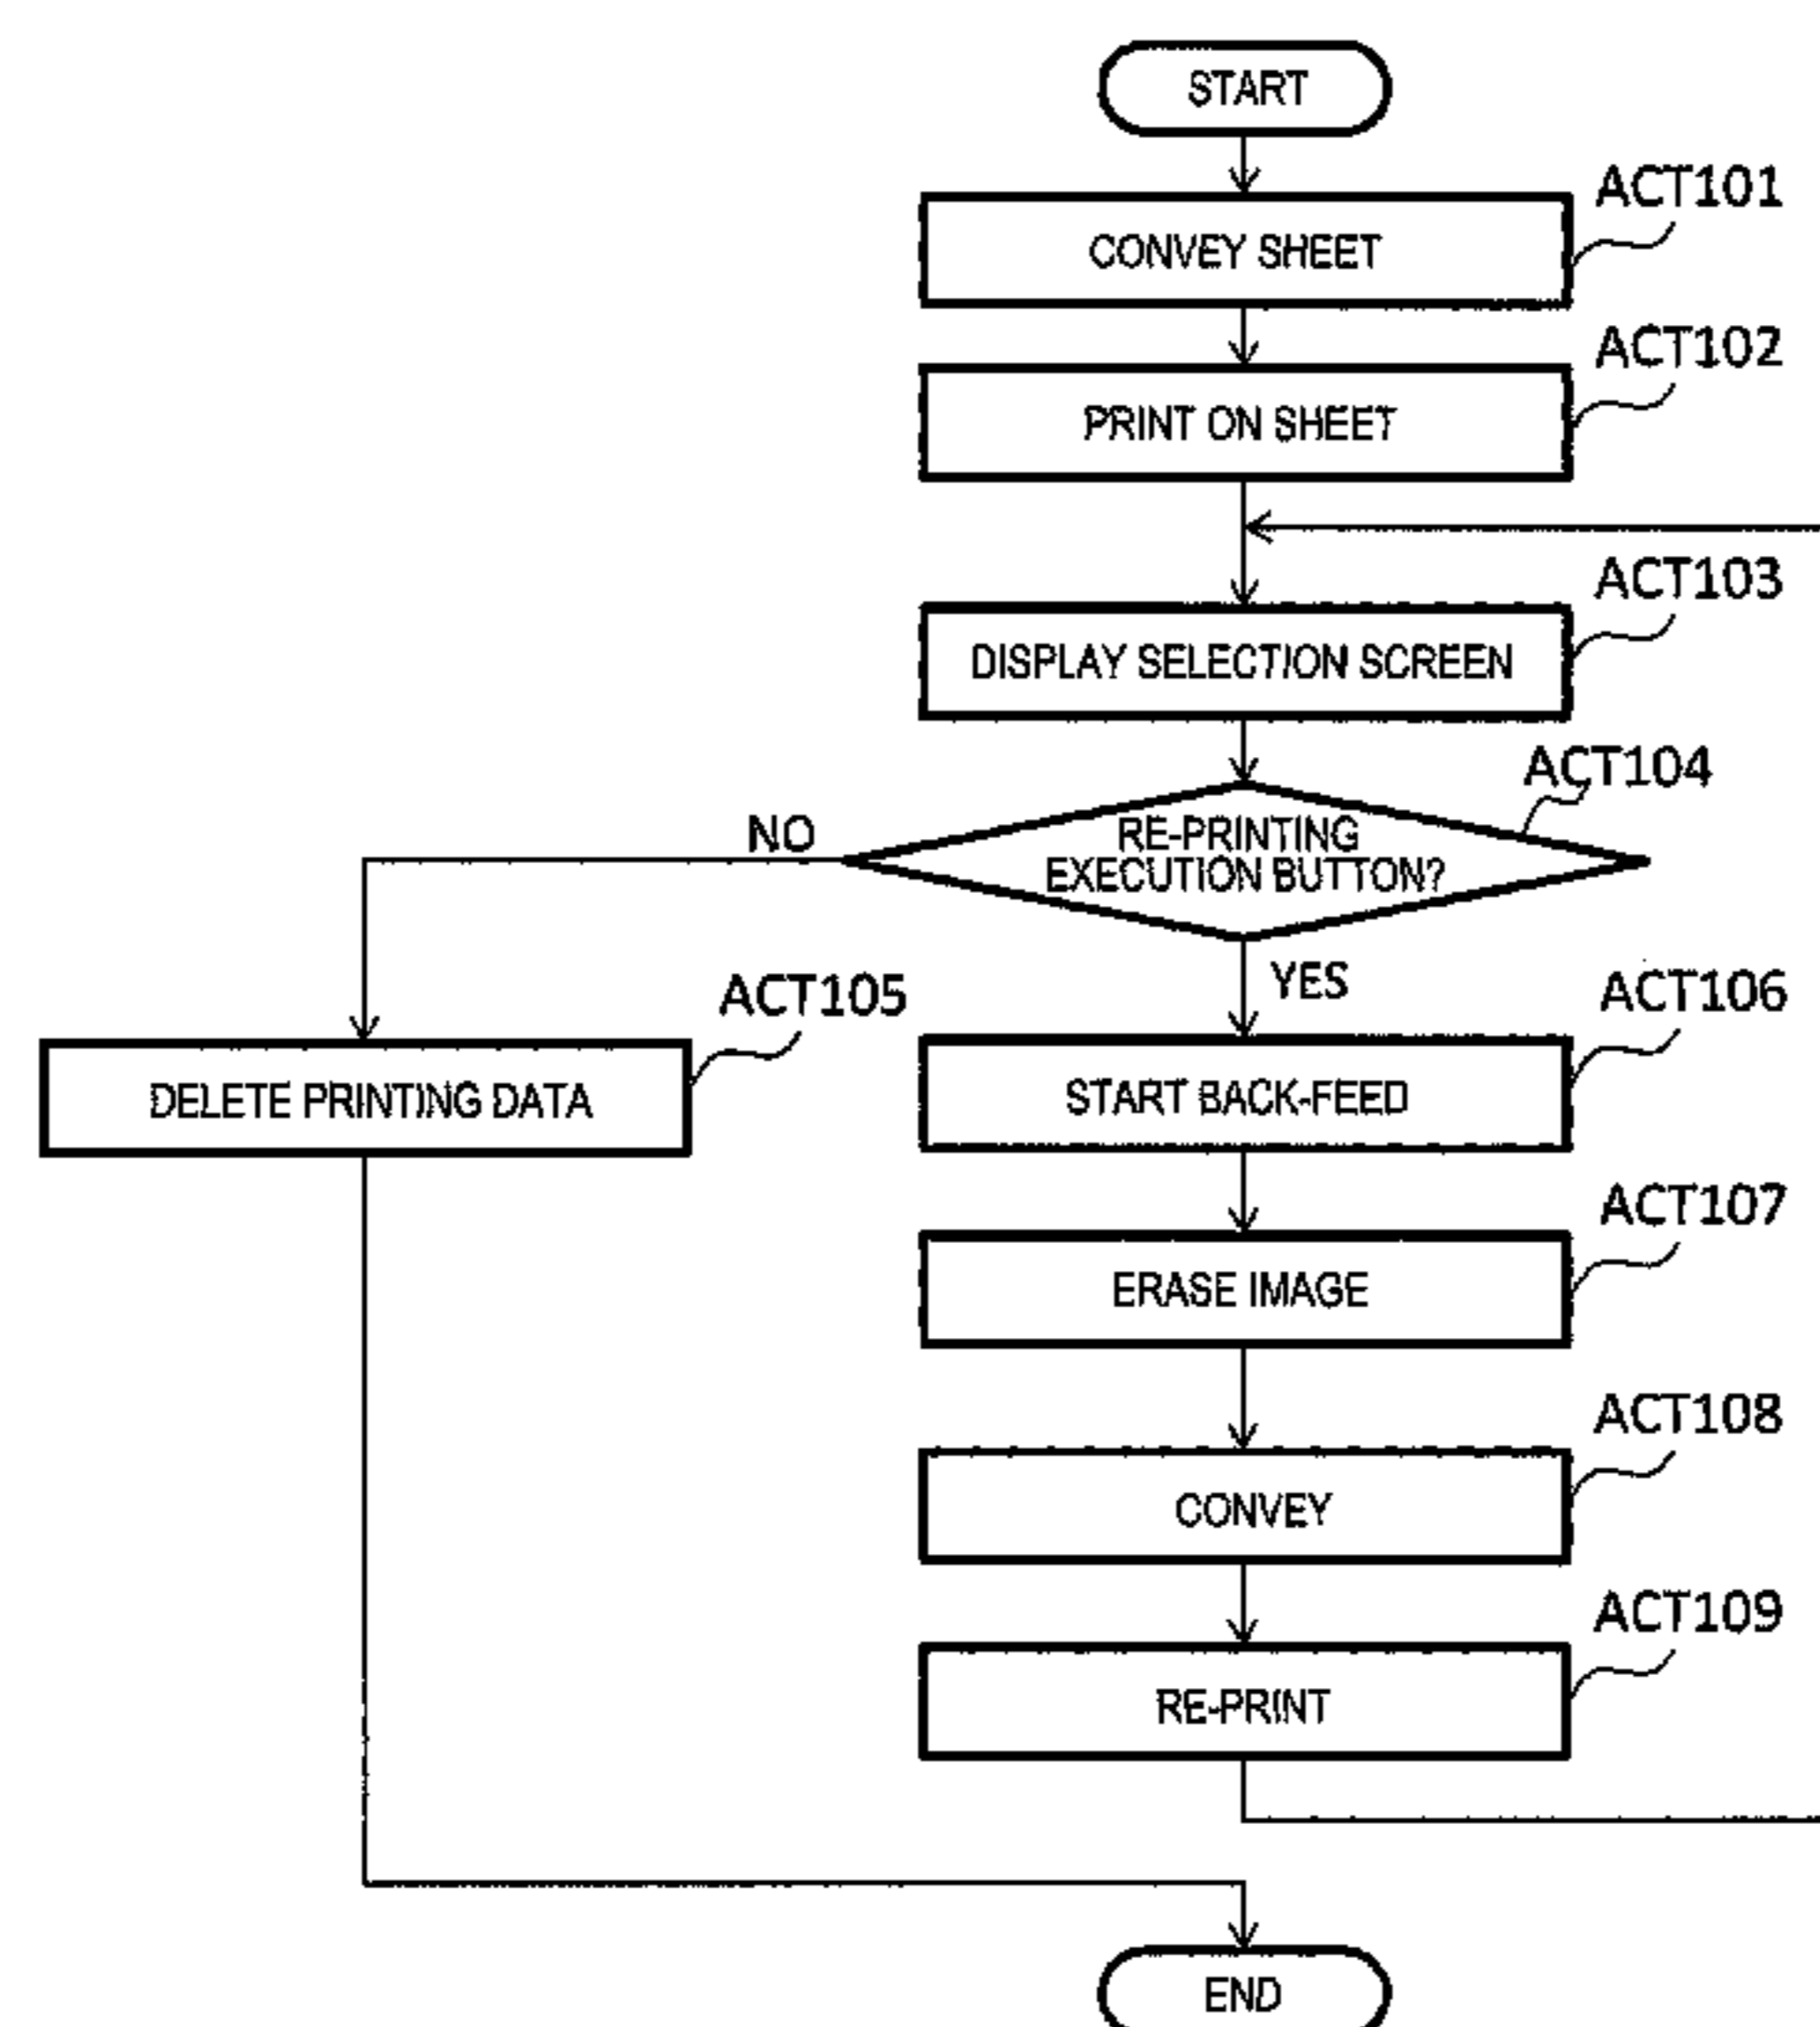 START
ACT101
CONVEY SHEET
ACT102
PRINT ON SHEET
ACT103
DISPLAY SELECTION SCREEN
ACT104
NO
RE-PRINTING
EXECUTION BUTTON?
YES
ACT105
ACT106
DELETE PRINTING DATA
START BACK-FEED
ACT107
ERASE IMAGE
ACT108
CONVEY
ACT109
RE-PRINT
END